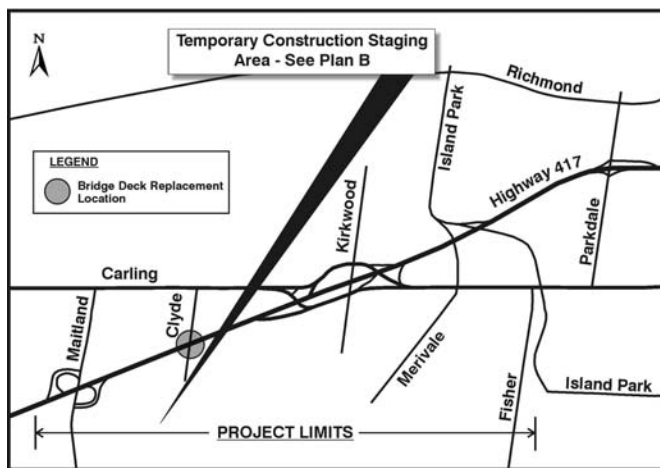 Temporary Construction Staging
Area - See Plan B
N
Richmond
Island Park
LEGEND
Bridge Deck Replacement
Location
Highway 417
Kirkwood
Parkdale
Carling
Clyde
Maitland
Merivale
Fisher
Island Park
PROJECT LIMITS